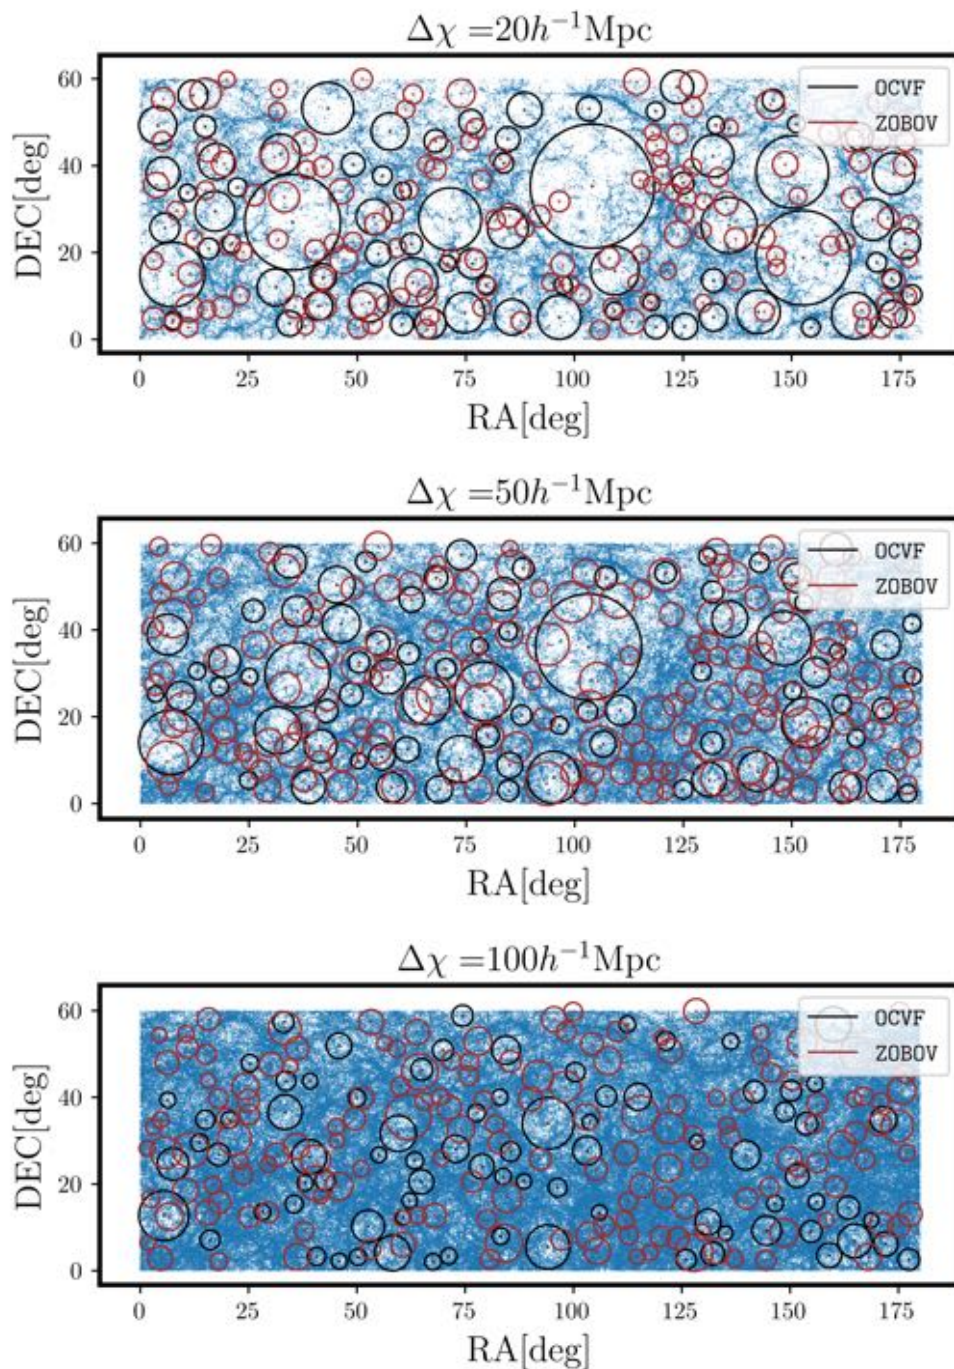 Δχ =20h⁻¹Mpc
OCVF
ZOBOV
DEC[deg]
60
40
20
0
0 25 50 75 100 125 150 175
RA[deg]
Δχ =50h⁻¹Mpc
OCVF
ZOBOV
DEC[deg]
60
40
20
0
0 25 50 75 100 125 150 175
RA[deg]
Δχ =100h⁻¹Mpc
OCVF
ZOBOV
DEC[deg]
60
40
20
0
0 25 50 75 100 125 150 175
RA[deg]